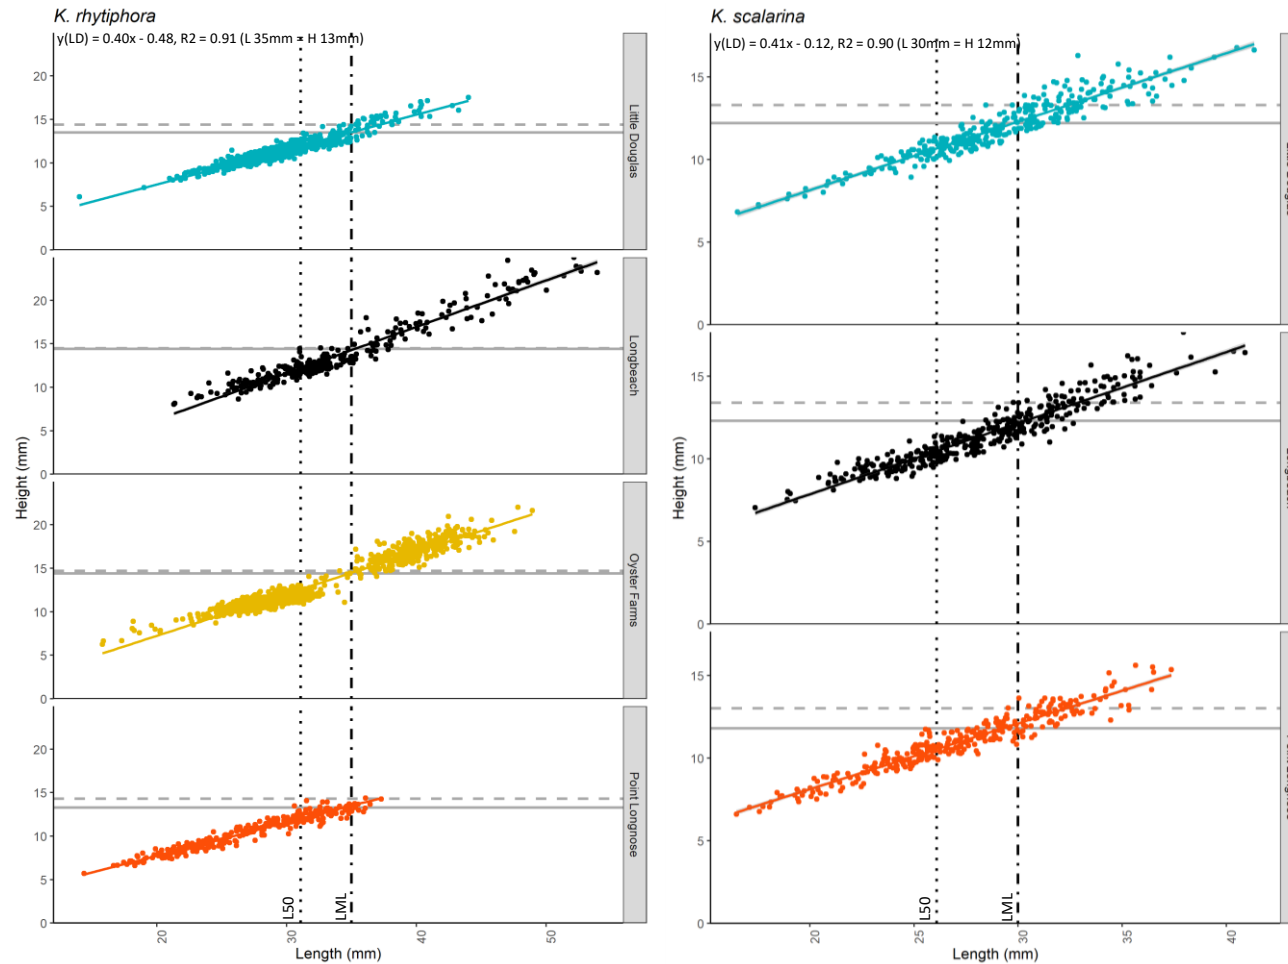 K. rhytiphora
y(LD) = 0.40x - 0.48, R2 = 0.91 (L 35mm = H 13mm)
20
15
10
5
0
Little Douglas
20
15
10
5
0
Longbeach
20
15
10
5
0
Oyster Farms
20
15
10
5
0
Point Longnose
L50
LML
20
30
40
50
Height (mm)
Length (mm)
K. scalarina
y(LD) = 0.41x - 0.12, R2 = 0.90 (L 30mm = H 12mm)
15
10
5
0
15
10
5
0
15
10
5
0
L50
LML
20
25
30
35
40
Height (mm)
Length (mm)